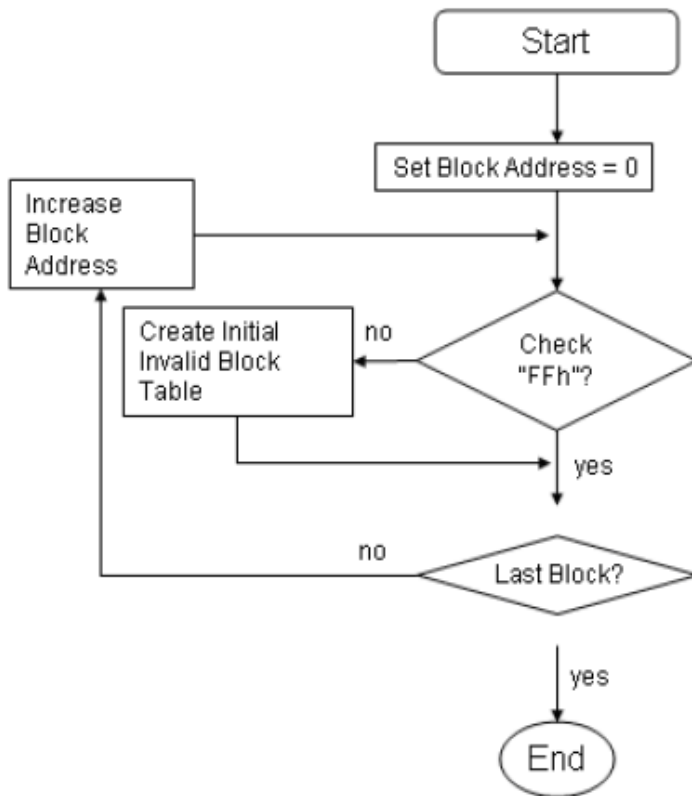 Start
Set Block Address = 0
Increase
Block
Address
Create Initial
Invalid Block
Table
no
Check
"FFh"?
yes
no
Last Block?
yes
End